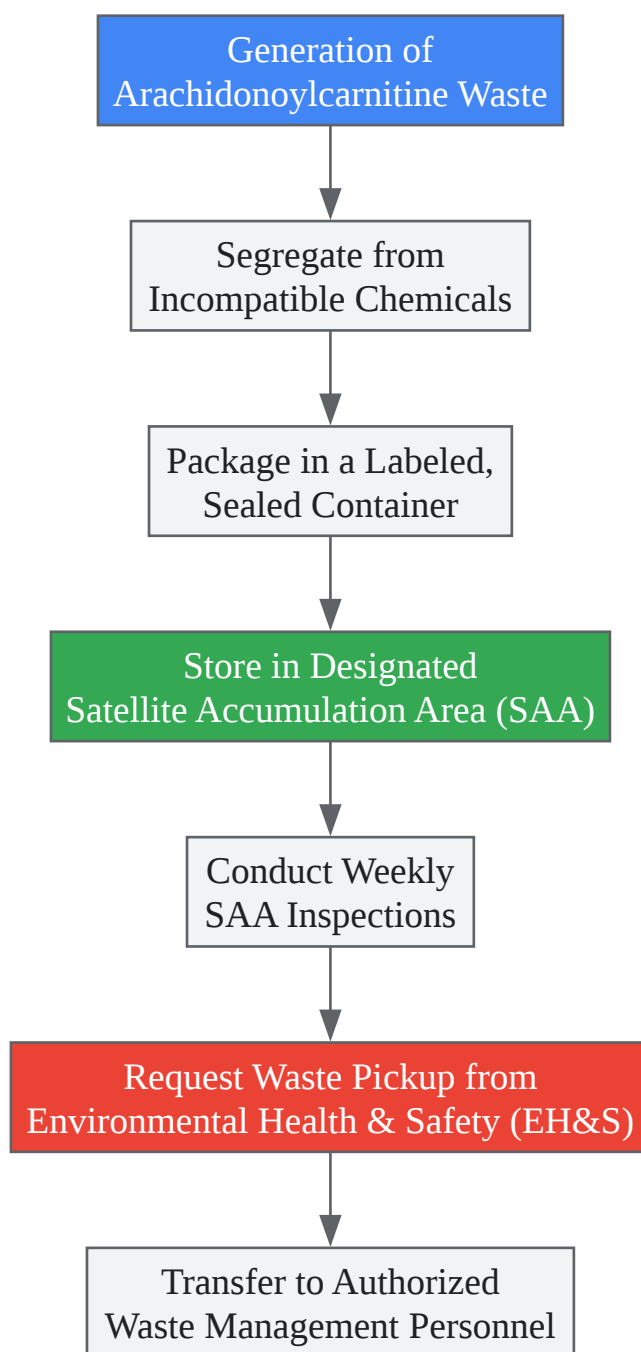 Generation of
Arachidonoylcarnitine Waste
Segregate from
Incompatible Chemicals
Package in a Labeled,
Sealed Container
Store in Designated
Satellite Accumulation Area (SAA)
Conduct Weekly
SAA Inspections
Request Waste Pickup from
Environmental Health & Safety (EH&S)
Transfer to Authorized
Waste Management Personnel